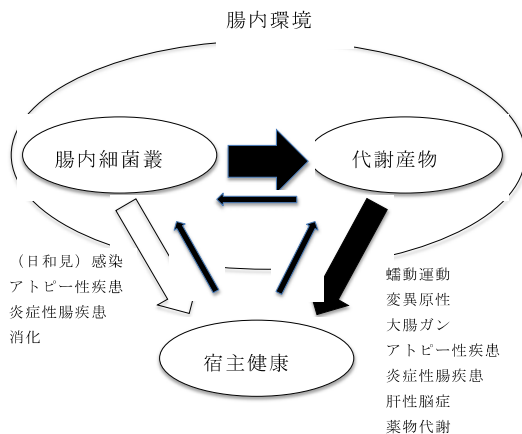 腸内環境
腸内細菌叢
代謝産物
（日和見）感染
アトピー性疾患
炎症性腸疾患
消化
蠕動運動
変異原性
大腸ガン
アトピー性疾患
炎症性腸疾患
肝性脳症
薬物代謝
宿主健康